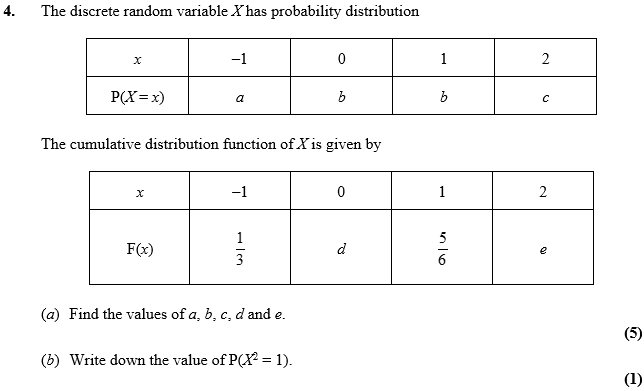 4. The discrete random variable X has probability distribution
x –1 0 1 2
P(X = x) a b b c
The cumulative distribution function of X is given by
x –1 0 1 2
F(x) 1/3 d 5/6 e
(a) Find the values of a, b, c, d and e.
(5)
(b) Write down the value of P(X² = 1).
(1)